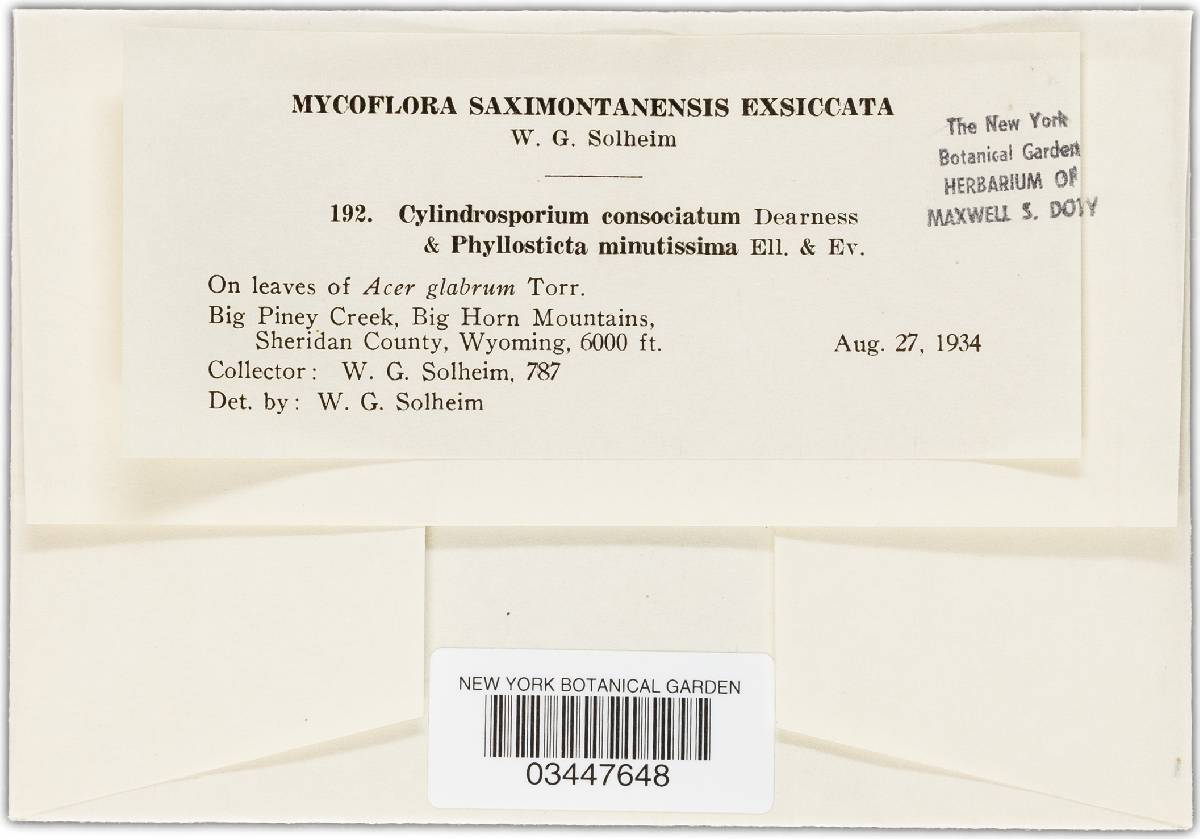 MYCOFLORA SAXIMONTANENSIS EXSICCATA
W. G. Solheim
The New York
Botanical Garden
HERBARIUM OF
MAXWELL S. DOTY
192. Cylindrosporium consociatum Dearness
& Phyllosticta minutissima Ell. & Ev.
On leaves of Acer glabrum Torr.
Big Piney Creek, Big Horn Mountains,
Sheridan County, Wyoming, 6000 ft. Aug. 27, 1934
Collector: W. G. Solheim, 787
Det. by: W. G. Solheim
NEW YORK BOTANICAL GARDEN
03447648